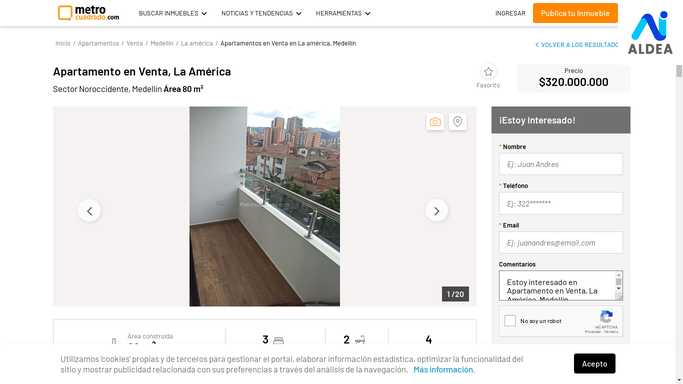 metro
cuadrado.com
BUSCAR INMUEBLES
NOTICIAS Y TENDENCIAS
HERRAMIENTAS
INGRESAR
Publica tu Inmueble
AI
ALDEA
Inicio / Apartamentos / Venta / Medellín / La américa / Apartamentos en Venta en La américa, Medellín
< VOLVER A LOS RESULTADO
Apartamento en Venta, La América
Sector Noroccidente, Medellín Área 80 m²
Favorito
Precio
$320.000.000
1 / 20
¡Estoy Interesado!
* Nombre
Ej: Juan Andres
* Teléfono
Ej: 322*******
* Email
Ej: juanandres@email.com
Comentarios
Estoy interesado en
Apartamento en Venta, La
América, Medellín
No soy un robot
reCAPTCHA
Privacidad - Términos
Área construida
3
2
4
Utilizamos 'cookies' propias y de terceros para gestionar el portal, elaborar información estadística, optimizar la funcionalidad del
sitio y mostrar publicidad relacionada con sus preferencias a través del análisis de la navegación. Más información.
Acepto